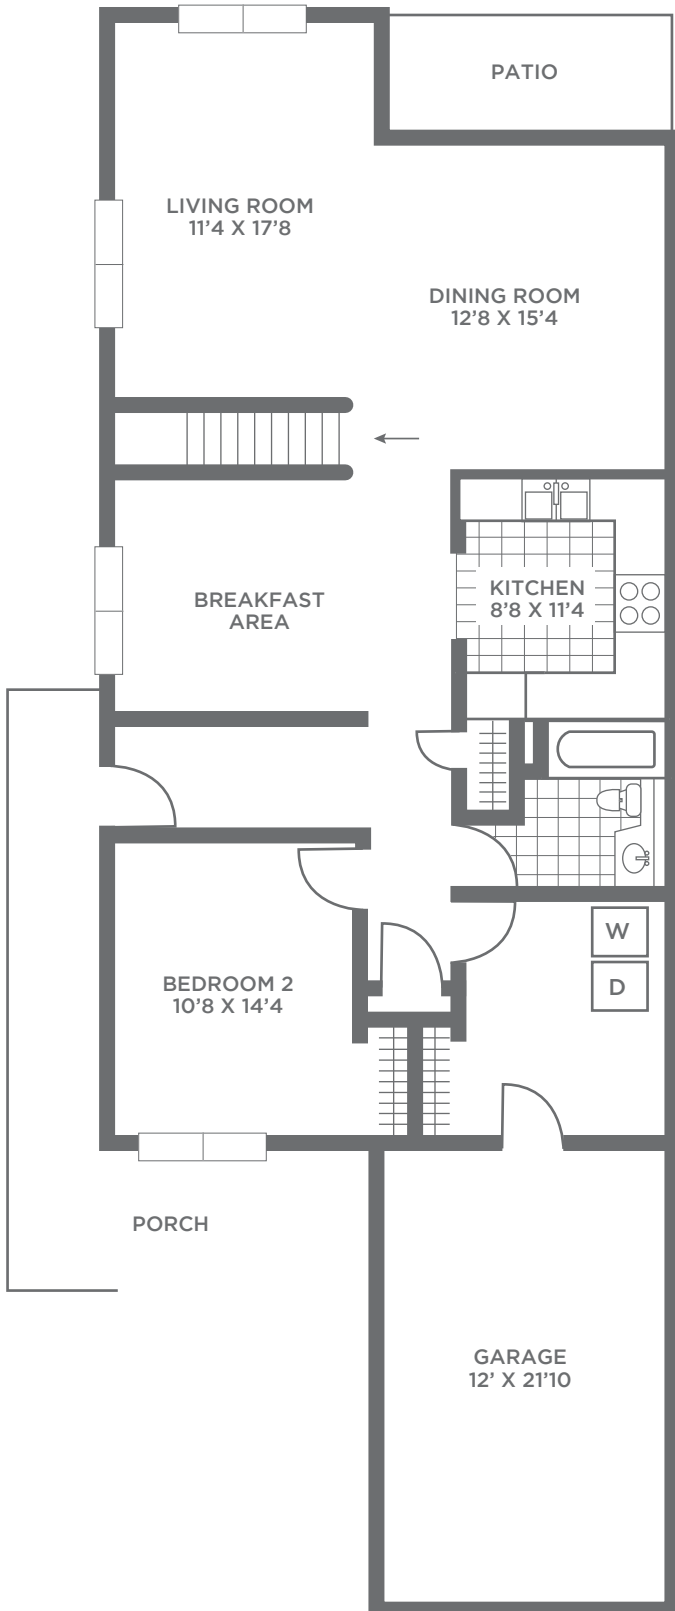 PATIO
LIVING ROOM
11’4 X 17’8
DINING ROOM
12’8 X 15’4
BREAKFAST
AREA
KITCHEN
8’8 X 11’4
W
D
BEDROOM 2
10’8 X 14’4
PORCH
GARAGE
12’ X 21’10